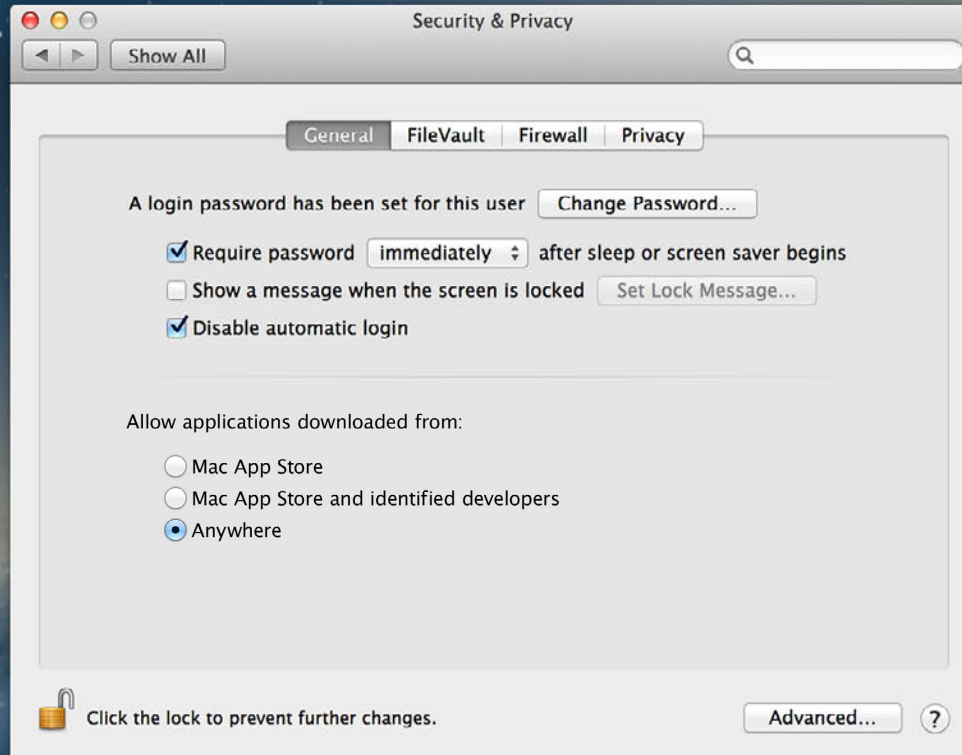 Security & Privacy
Show All
General FileVault Firewall Privacy
A login password has been set for this user Change Password...
Require password immediately after sleep or screen saver begins
Show a message when the screen is locked Set Lock Message...
Disable automatic login
Allow applications downloaded from:
Mac App Store
Mac App Store and identified developers
Anywhere
Click the lock to prevent further changes. Advanced... ?